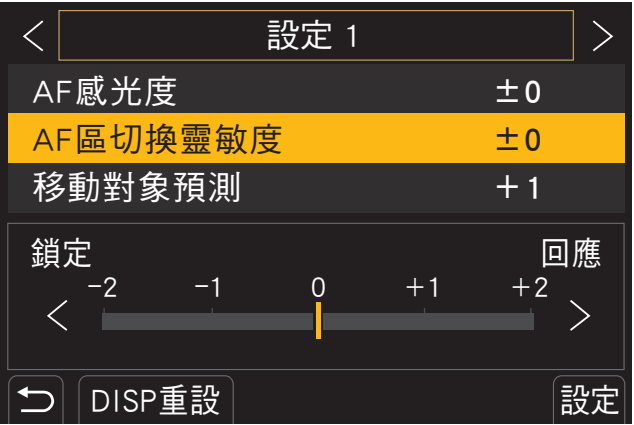 設定 1
AF感光度 ±0
AF區切換靈敏度 ±0
移動對象預測 +1
鎖定 回應
-2 -1 0 +1 +2
DISP重設 設定